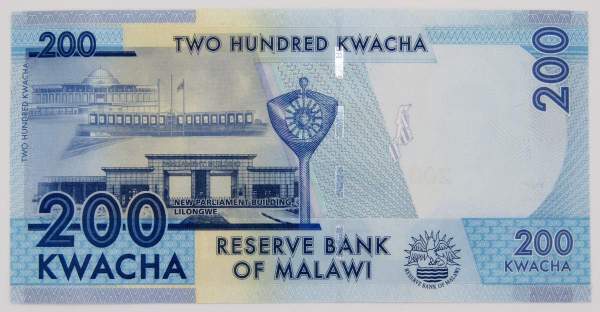 200
TWO HUNDRED KWACHA
200
TWO HUNDRED KWACHA
NEW PARLIAMENT BUILDING
LILONGWE
200
KWACHA
RESERVE BANK
OF MALAWI
RESERVE BANK OF MALAWI
200
KWACHA